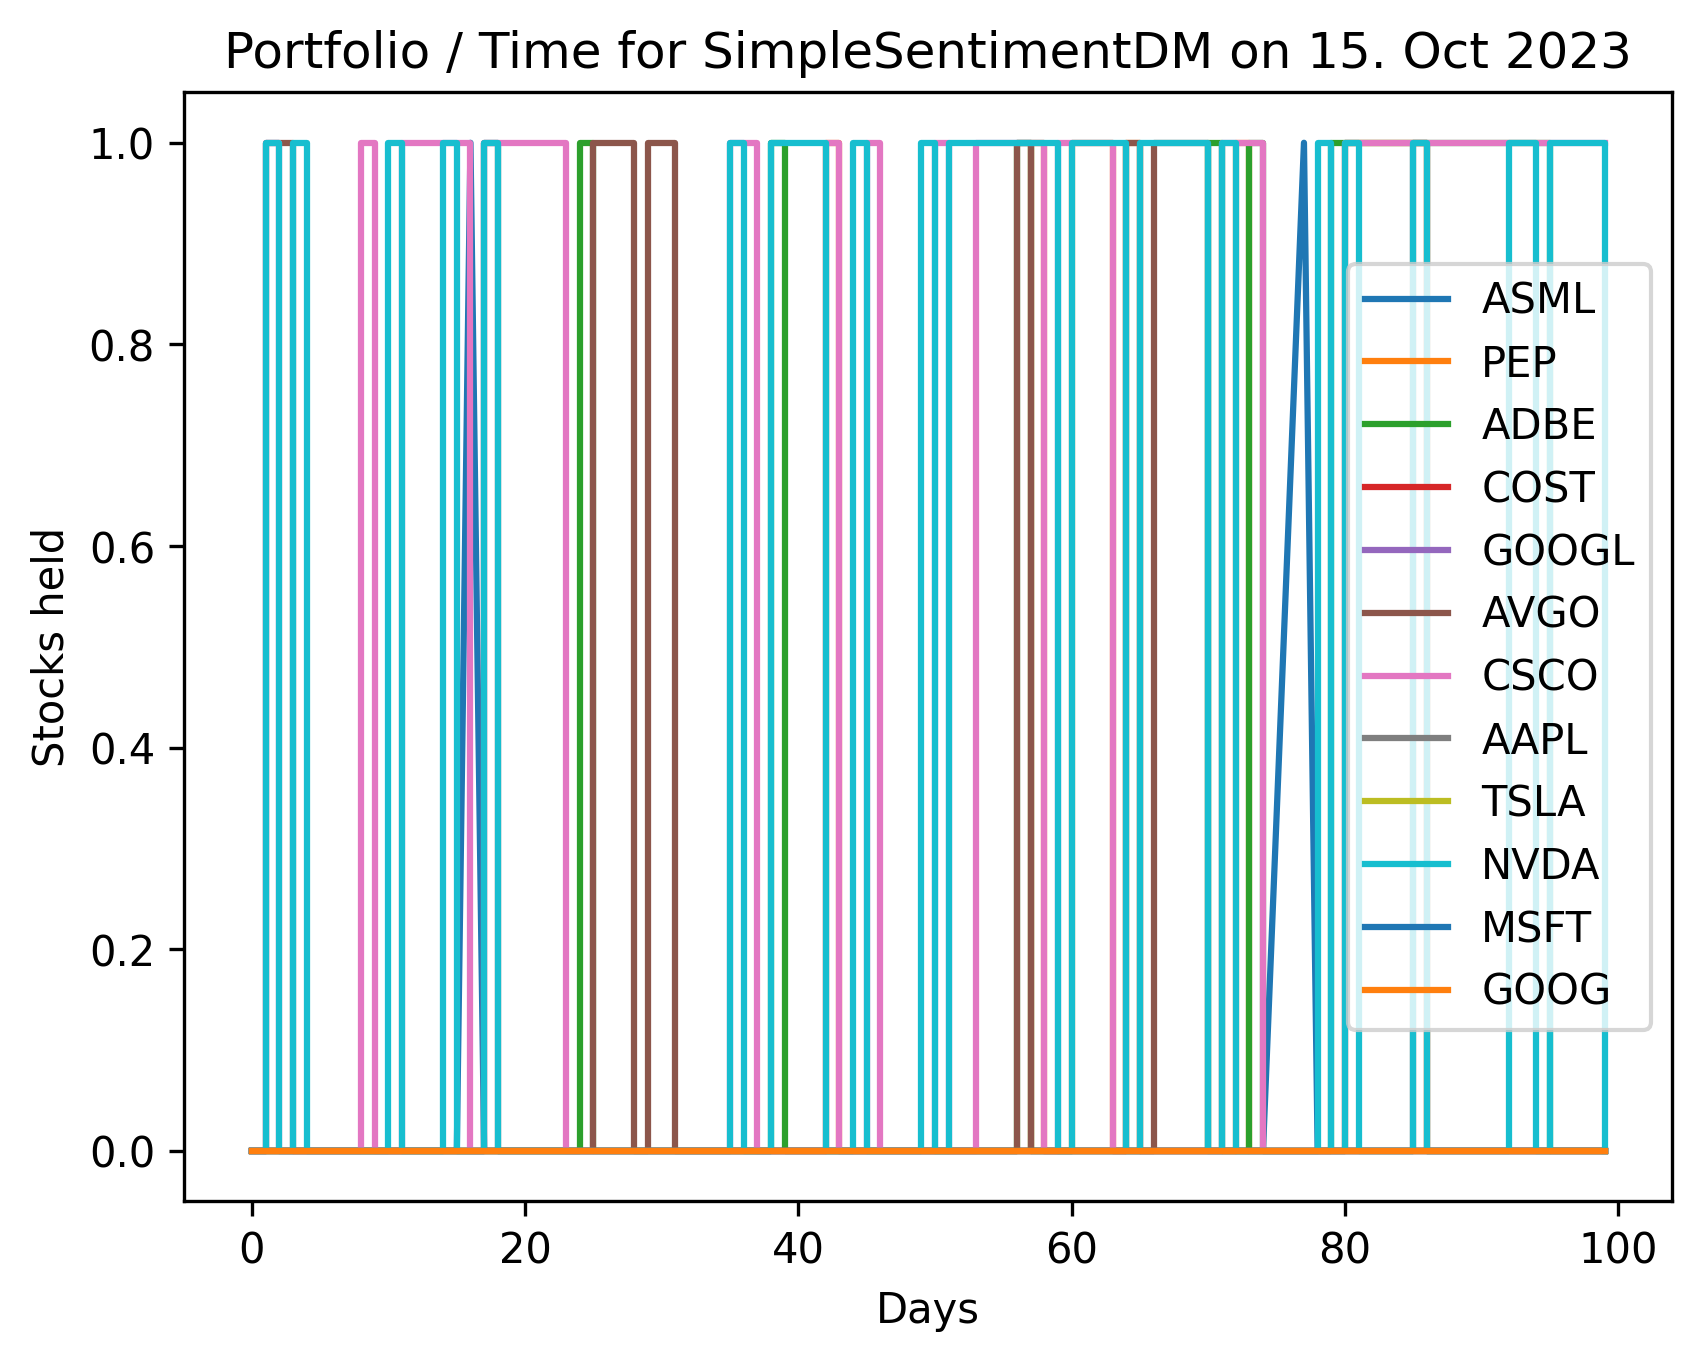 Portfolio / Time for SimpleSentimentDM on 15. Oct 2023
1.0
0.8
0.6
0.4
0.2
0.0
Stocks held
ASML
PEP
ADBE
COST
GOOGL
AVGO
CSCO
AAPL
TSLA
NVDA
MSFT
GOOG
0 20 40 60 80 100
Days